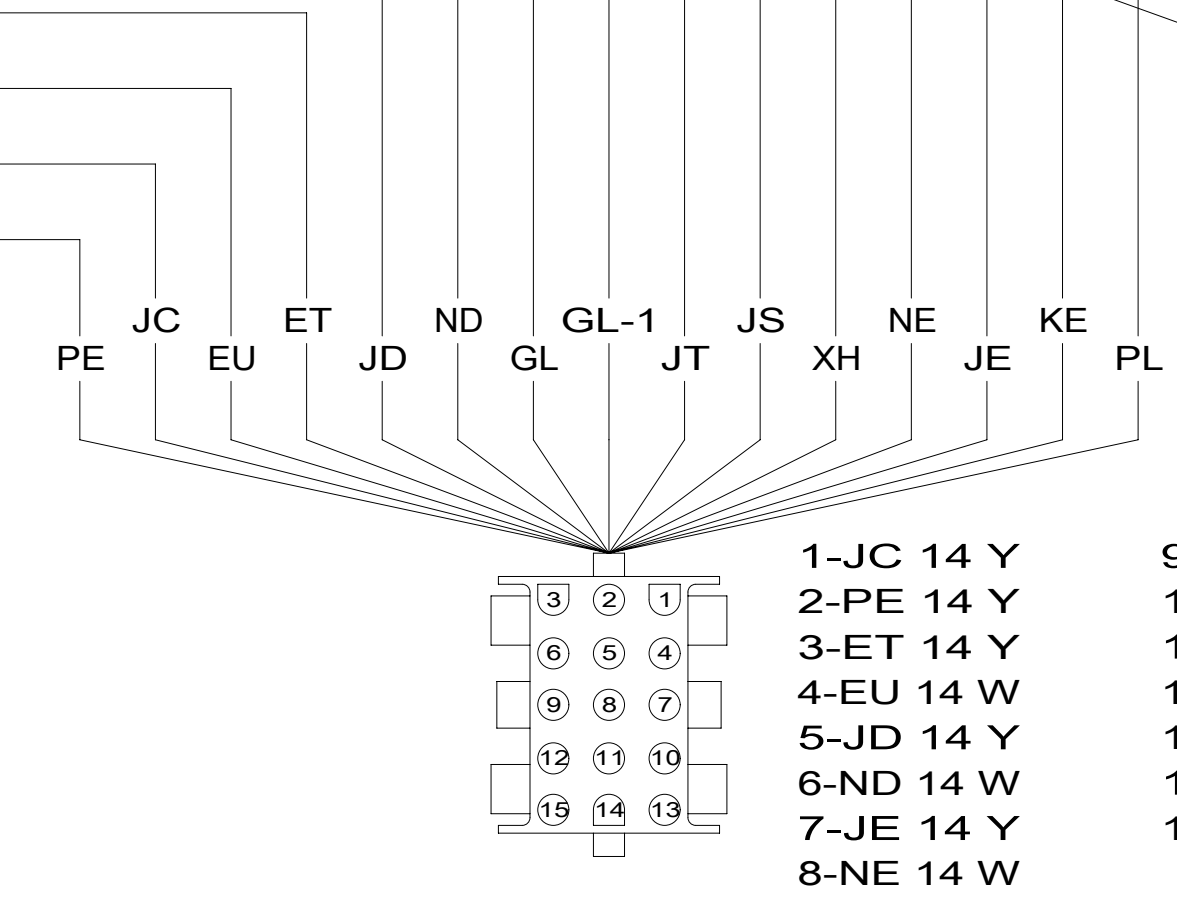 JC ET ND GL-1 JS NE KE
PE EU JD GL JT XH JE PL
1-JC 14 Y
2-PE 14 Y
3-ET 14 Y
4-EU 14 W
5-JD 14 Y
6-ND 14 W
7-JE 14 Y
8-NE 14 W
3 2 1
6 5 4
9 8 7
12 11 10
15 14 13